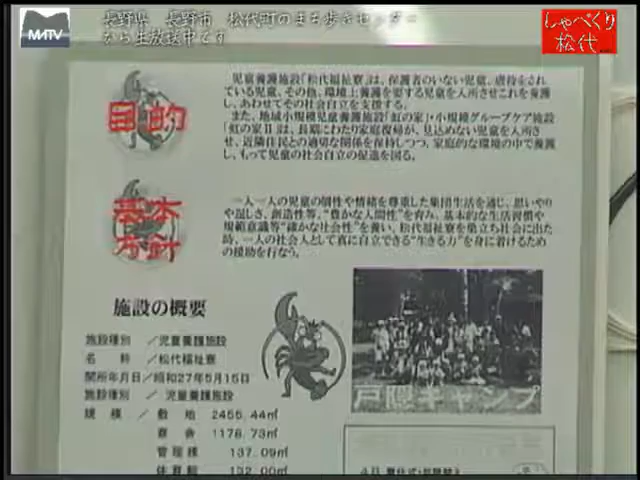 MATV
長野県　長野市　松代町のまち歩きセンター
から生放送中です
しゃべくり
松代
目的
児童養護施設「松代福祉寮」は、保護者のいない児童、虐待をされ
ている児童、その他、環境上養護を要する児童を入所させこれを養護
し、あわせてその社会自立を支援する。
また、地域小規模児童養護施設「虹の家」・小規模グループケア施設
「虹の家Ⅱ」は、長期にわたり家庭復帰が、見込めない児童を入所さ
せ、近隣住民との適切な関係を保持しつつ、家庭的な環境の中で養護
し、もって児童の社会自立の促進を図る。
基本
方針
一人一人の児童の個性や情緒を尊重した集団生活を通じ、思いやり
や逞しさ、創造性等、“豊かな人間性”を育み、基本的な生活習慣や
規範意識等“確かな社会性”を養い、松代福祉寮を巣立ち社会に出た
時、一人の社会人として真に自立できる“生きる力”を身に着けるため
の援助を行なう。
施設の概要
施設種別　／児童養護施設
名　称　／松代福祉寮
開所年月日／昭和27年5月15日
施設種別　／　児童養護施設
規　模　／　敷　地　2455.44㎡
寮　舎　1178.73㎡
管理棟　137.09㎡
体育館　132.00㎡
戸隠キャンプ
4月